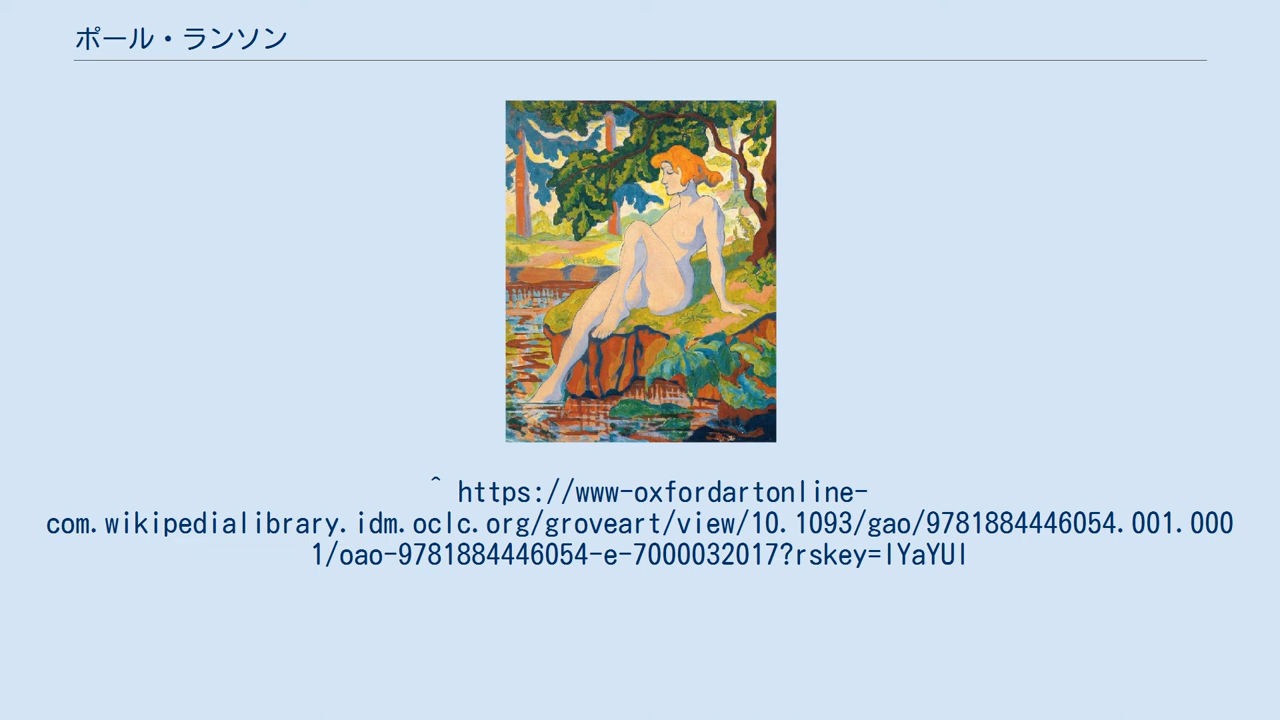 ポール・ランソン
^ https://www-oxfordartonline-
com.wikipedialibrary.idm.oclc.org/groveart/view/10.1093/gao/9781884446054.001.000
1/oao-9781884446054-e-7000032017?rskey=lYaYUl